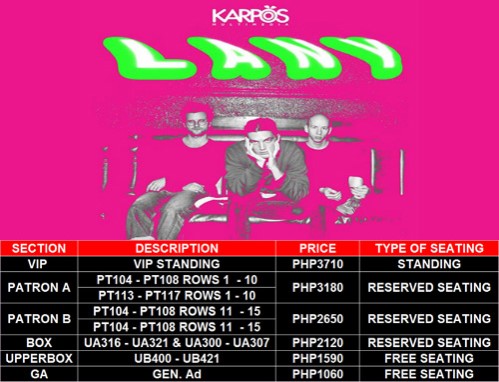 KARPOS
MULTIMEDIA
LANY
SECTION DESCRIPTION PRICE TYPE OF SEATING
VIP VIP STANDING PHP3710 STANDING
PATRON A PT104 - PT108 ROWS 1 - 10 PHP3180 RESERVED SEATING
PT113 - PT117 ROWS 1 - 10
PATRON B PT104 - PT108 ROWS 11 - 15 PHP2650 RESERVED SEATING
PT104 - PT108 ROWS 11 - 15
BOX UA316 - UA321 & UA300 - UA307 PHP2120 RESERVED SEATING
UPPERBOX UB400 - UB421 PHP1590 FREE SEATING
GA GEN. Ad PHP1060 FREE SEATING